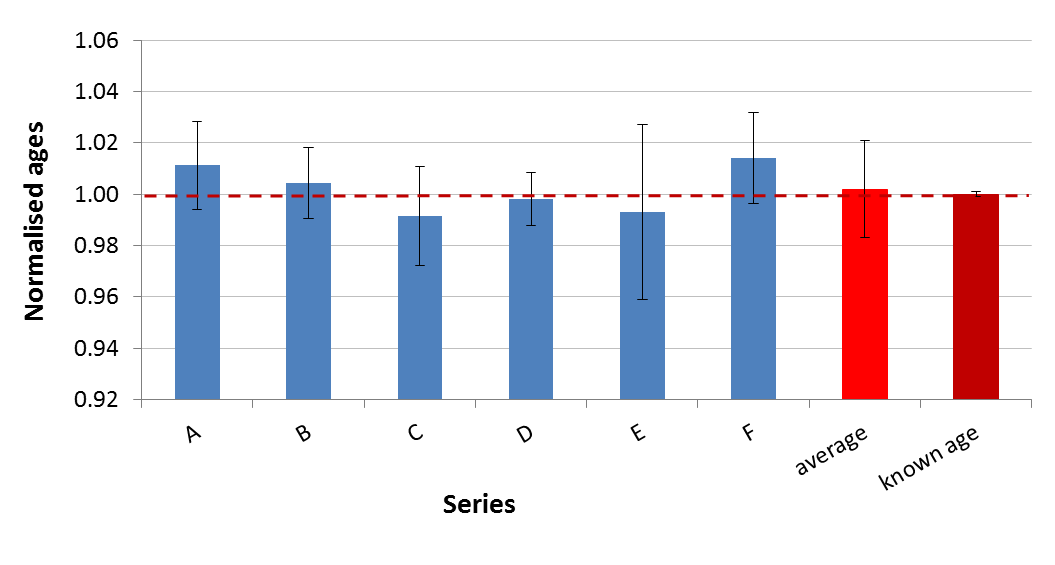 Normalised ages
1.06
1.04
1.02
1.00
0.98
0.96
0.94
0.92
A
B
C
D
E
F
average
known age
Series